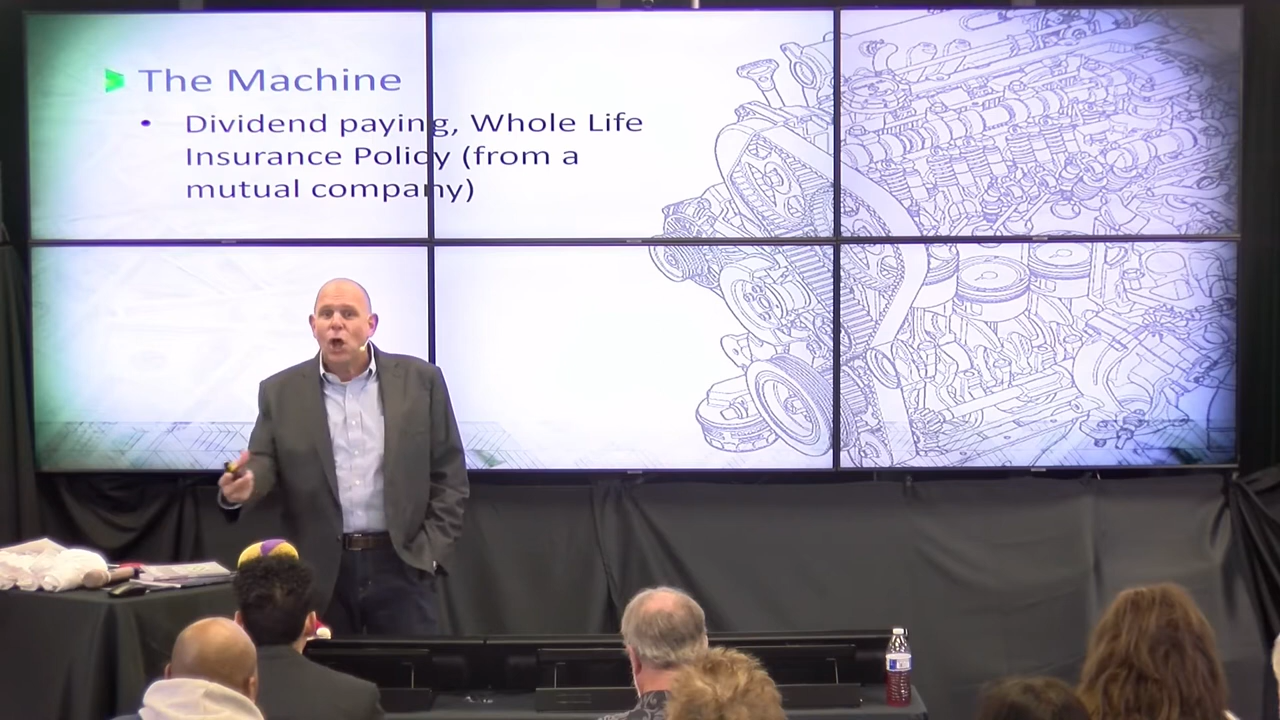 The Machine
• Dividend paying, Whole Life
Insurance Policy (from a
mutual company)